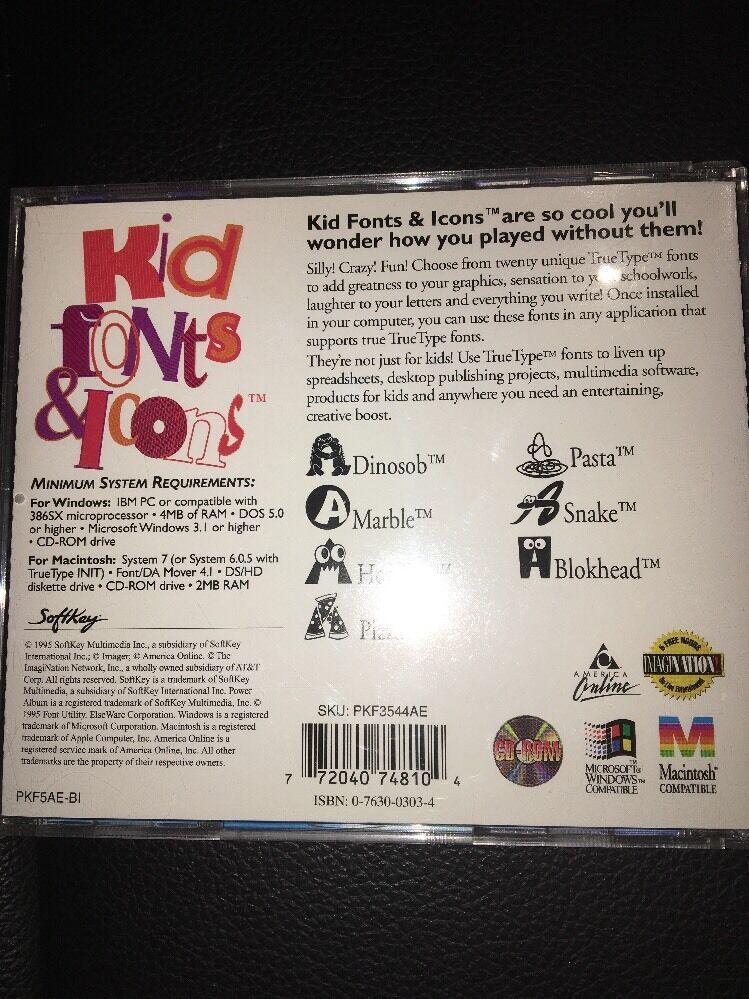 Kid
Fonts
& Icons™
MINIMUM SYSTEM REQUIREMENTS:
For Windows: IBM PC or compatible with
386SX microprocessor • 4MB of RAM • DOS 5.0
or higher • Microsoft Windows 3.1 or higher
• CD-ROM drive
For Macintosh: System 7 (or System 6.0.5 with
TrueType INIT) • Font/DA Mover 4.1 • DS/HD
diskette drive • CD-ROM drive • 2MB RAM
SoftKey
© 1995 SoftKey Multimedia Inc., a subsidiary of SoftKey
International Inc.; © Imager; © America Online. © The
ImagiNation Network, Inc., a wholly owned subsidiary of AT&T
Corp. All rights reserved. SoftKey is a trademark of SoftKey
Multimedia, a subsidiary of SoftKey International Inc. Power
Album is a registered trademark of SoftKey Multimedia, Inc. ©
1995 Font Utility. ElseWare Corporation. Windows is a registered
trademark of Microsoft Corporation. Macintosh is a registered
trademark of Apple Computer, Inc. America Online is a
registered service mark of America Online, Inc. All other
trademarks are the property of their respective owners.
PKF5AE-BI
Kid Fonts & Icons™ are so cool you'll
wonder how you played without them!
Silly! Crazy! Fun! Choose from twenty unique TrueType™ fonts
to add greatness to your graphics, sensation to schoolwork,
laughter to your letters and everything you write! Once installed
in your computer, you can use these fonts in any application that
supports true TrueType fonts.
They're not just for kids! Use TrueType™ fonts to liven up
spreadsheets, desktop publishing projects, multimedia software,
products for kids and anywhere you need an entertaining,
creative boost.
Dinosob™
Pasta™
Marble™
Snake™
Blokhead™
SKU: PKF3544AE
7 72040 74810 4
ISBN: 0-7630-0303-4
AMERICA
Online
6 FREE HOURS
IMAGINATION
CD-ROM
MICROSOFT®
WINDOWS™
COMPATIBLE
Macintosh®
COMPATIBLE